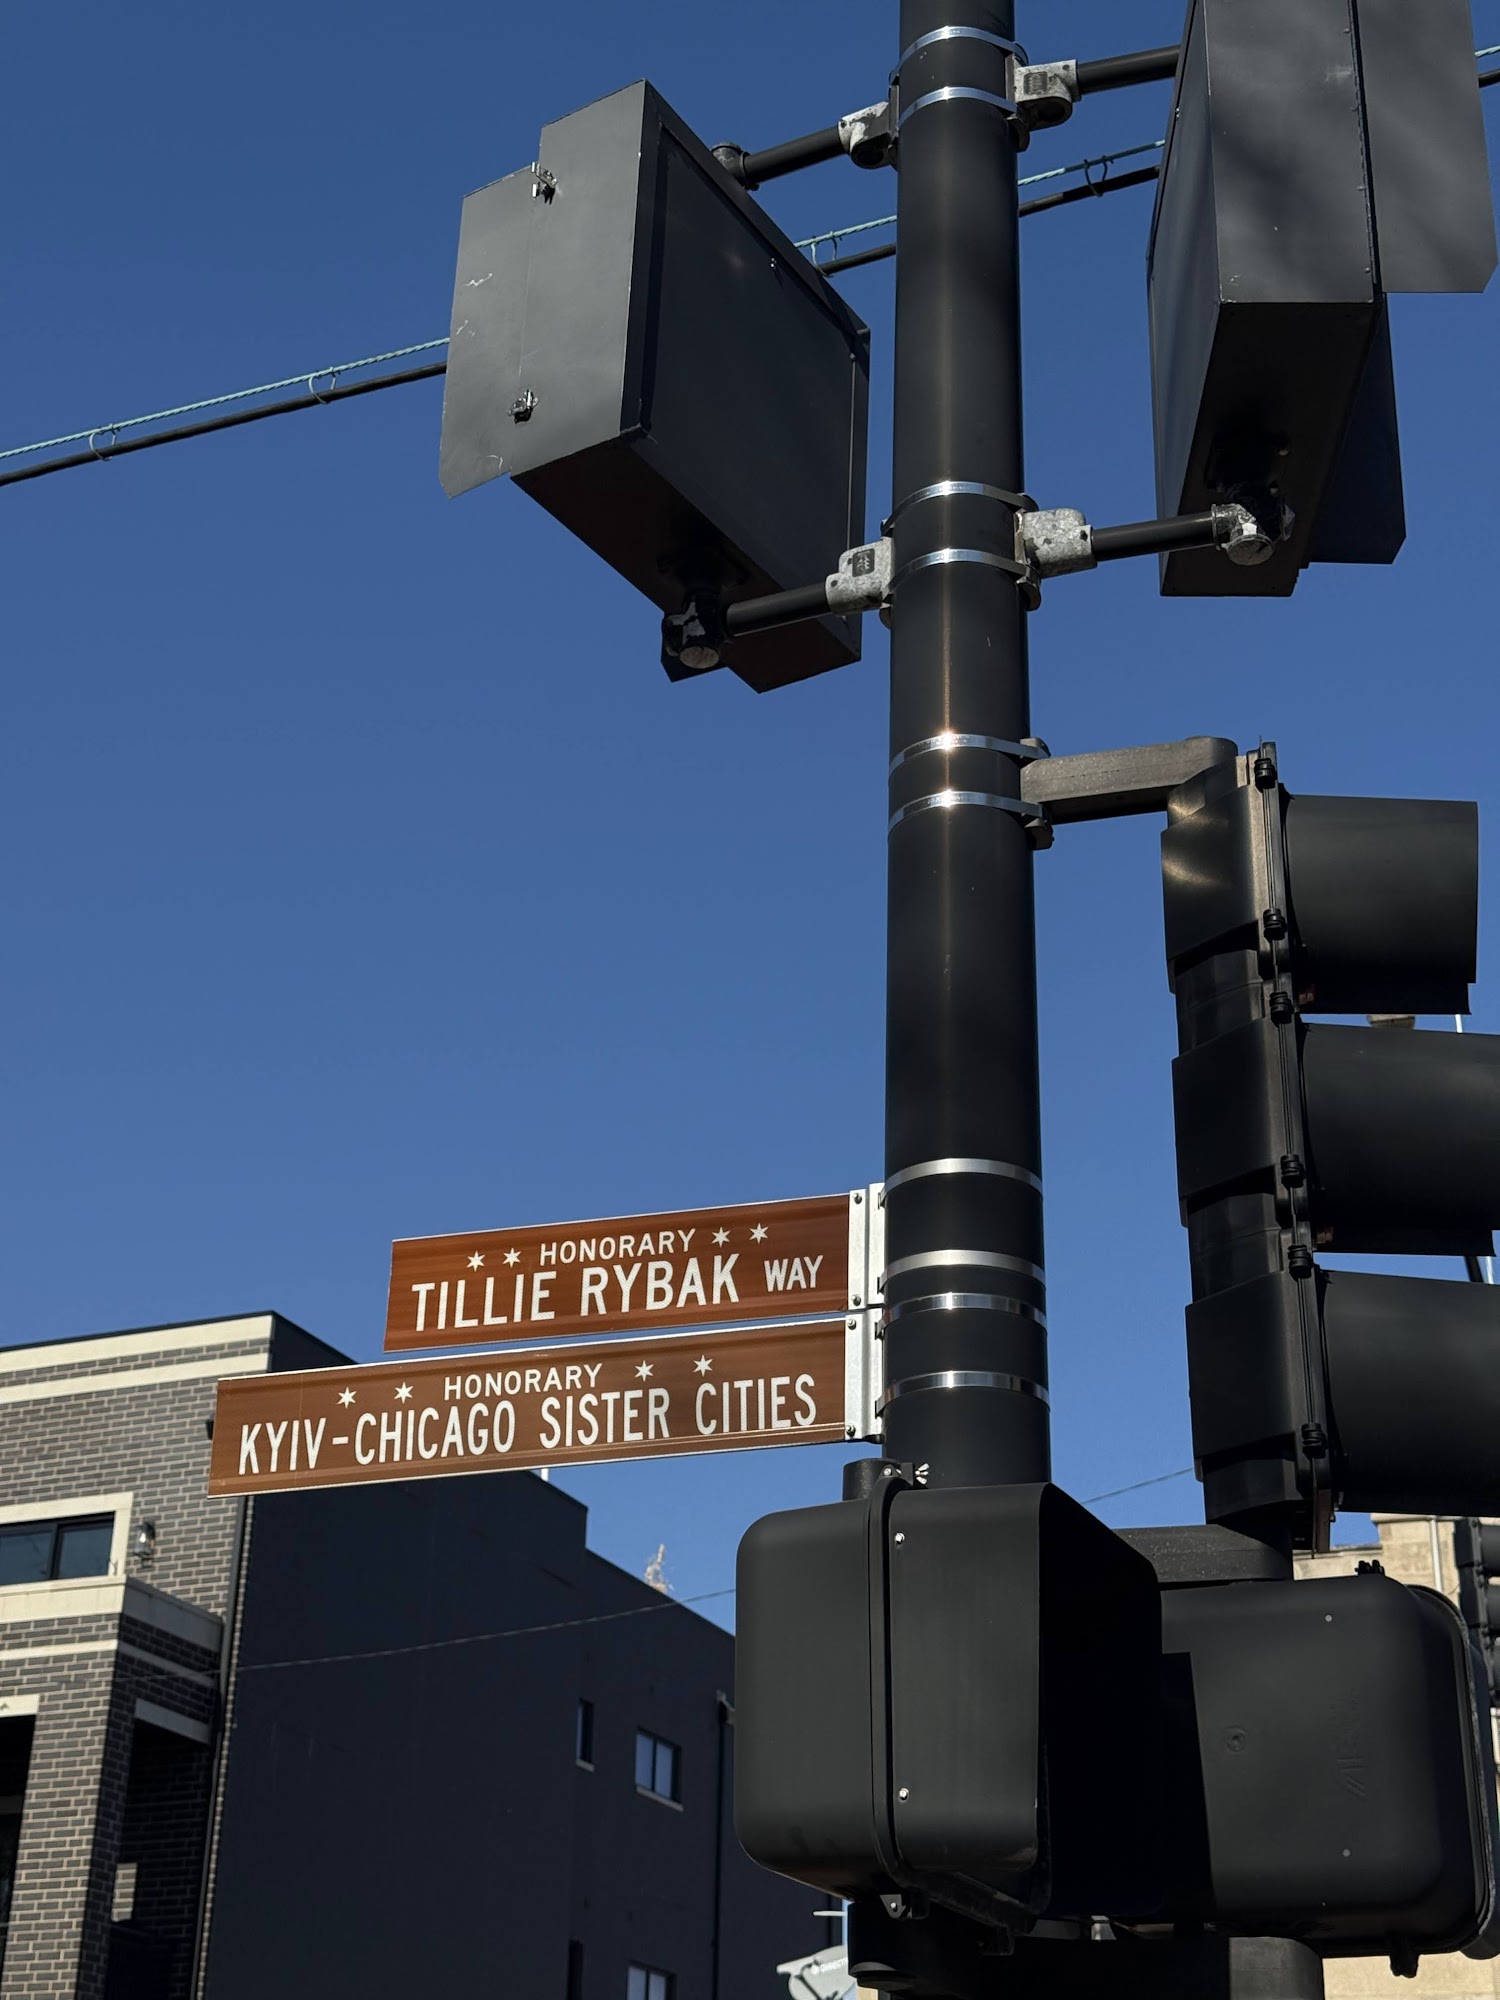 HONORARY
TILLIE RYBAK WAY
HONORARY
KYIV-CHICAGO SISTER CITIES